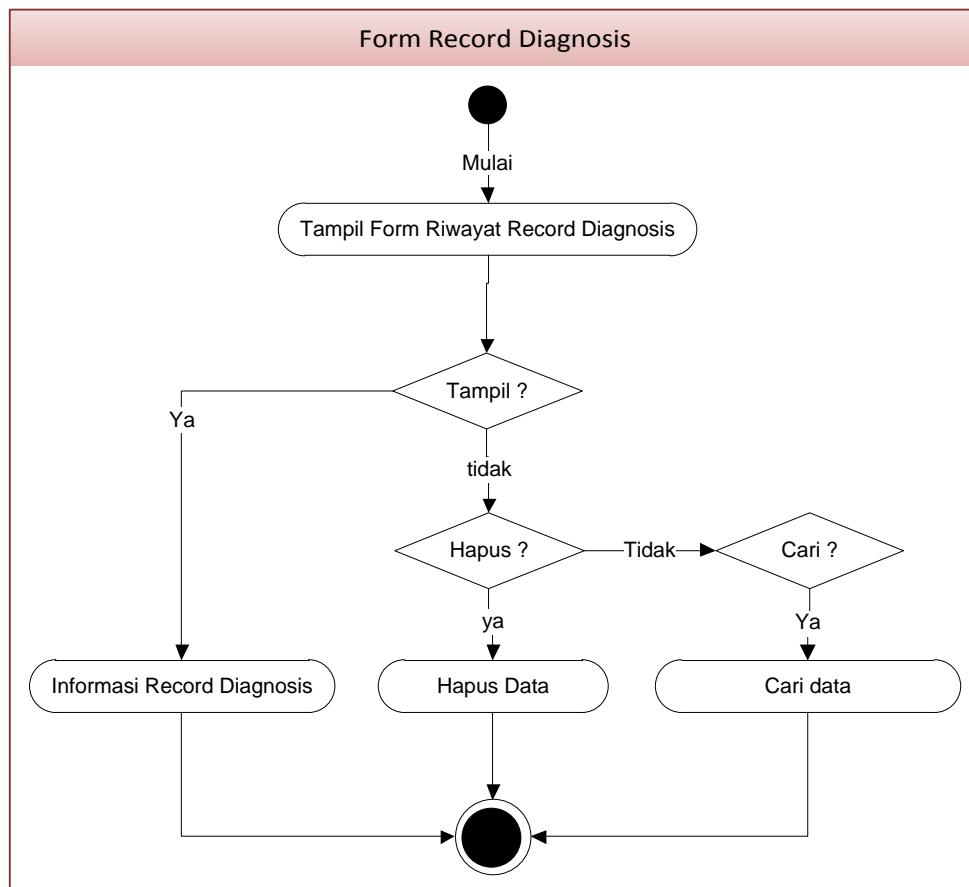 Form Record Diagnosis
Mulai
Tampil Form Riwayat Record Diagnosis
Tampil ?
Ya
tidak
Hapus ?
Tidak
Cari ?
ya
Ya
Informasi Record Diagnosis
Hapus Data
Cari data